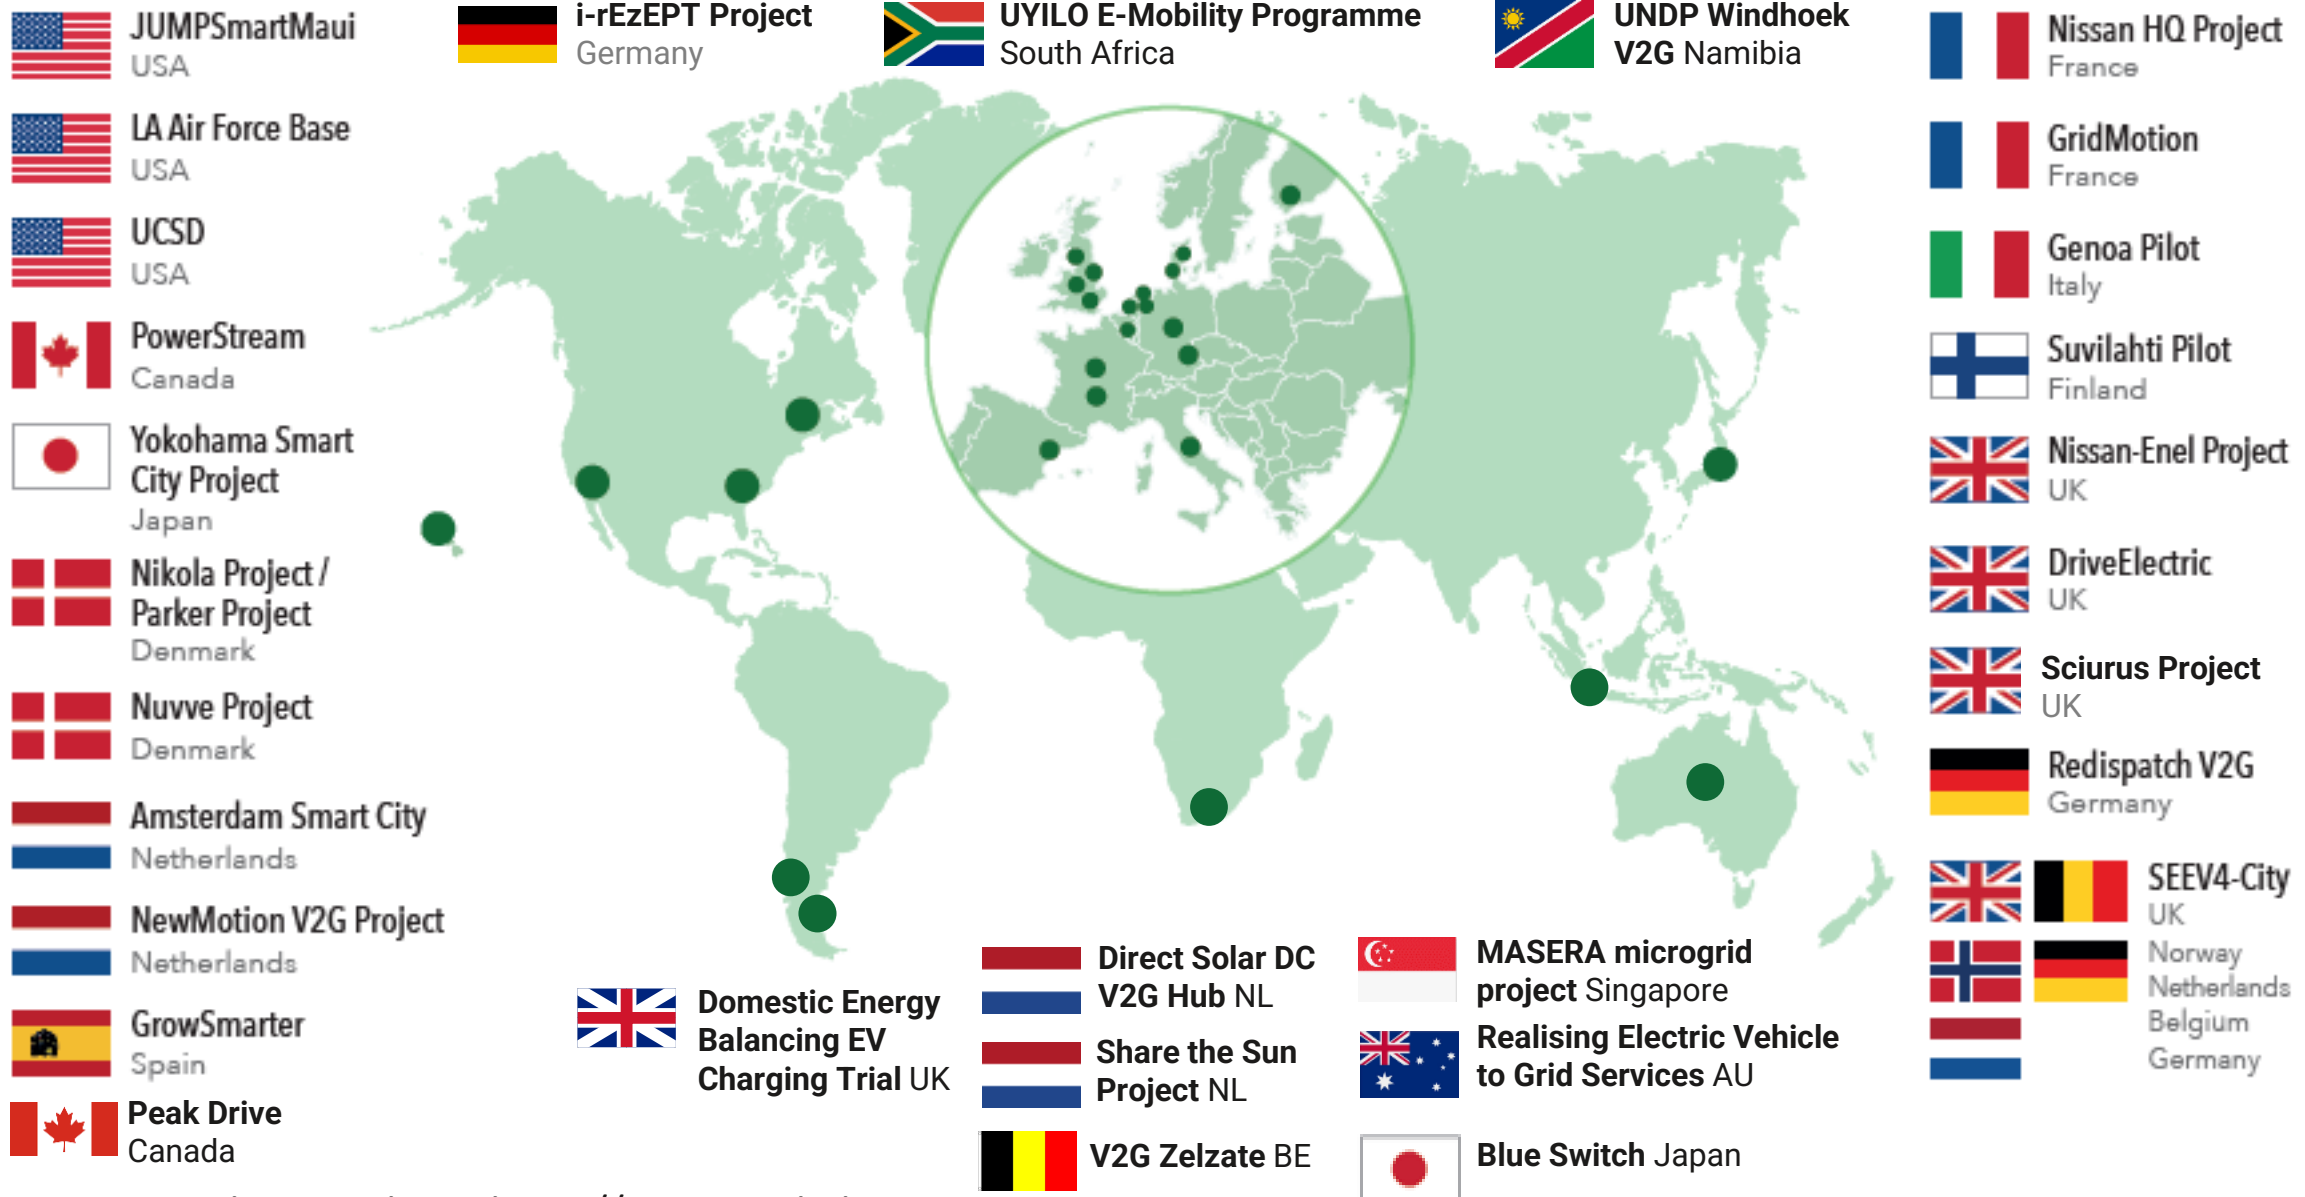 JUMPSmartMaui
USA
LA Air Force Base
USA
UCSD
USA
PowerStream
Canada
Yokohama Smart
City Project
Japan
Nikola Project /
Parker Project
Denmark
Nuvve Project
Denmark
Amsterdam Smart City
Netherlands
NewMotion V2G Project
Netherlands
GrowSmarter
Spain
Peak Drive
Canada
i-rEzEPT Project
Germany
UYILO E-Mobility Programme
South Africa
UNDP Windhoek
V2G Namibia
Domestic Energy
Balancing EV
Charging Trial UK
Direct Solar DC
V2G Hub NL
Share the Sun
Project NL
V2G Zelzate BE
MASERA microgrid
project Singapore
Realising Electric Vehicle
to Grid Services AU
Blue Switch Japan
Nissan HQ Project
France
GridMotion
France
Genoa Pilot
Italy
Suvilahti Pilot
Finland
Nissan-Enel Project
UK
DriveElectric
UK
Sciurus Project
UK
Redispatch V2G
Germany
SEEV4-City
UK
Norway
Netherlands
Belgium
Germany